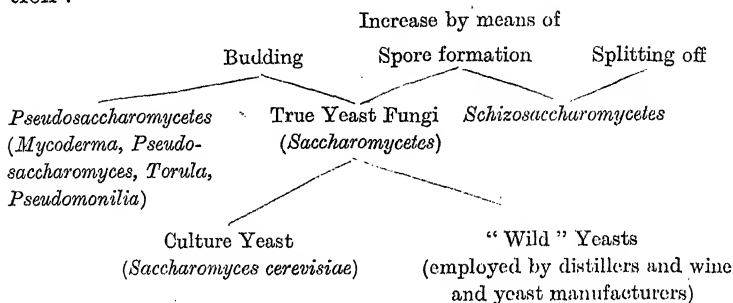 tion :
Increase by means of
Budding Spore formation Splitting off
Pseudosaccharomycetes True Yeast Fungi Schizosaccharomycetes
(Mycoderma, Pseudo- (Saccharomycetes)
saccharomyces, Torula,
Pseudomonilia)
Culture Yeast "Wild" Yeasts
(Saccharomyces cerevisiae) (employed by distillers and wine
and yeast manufacturers)